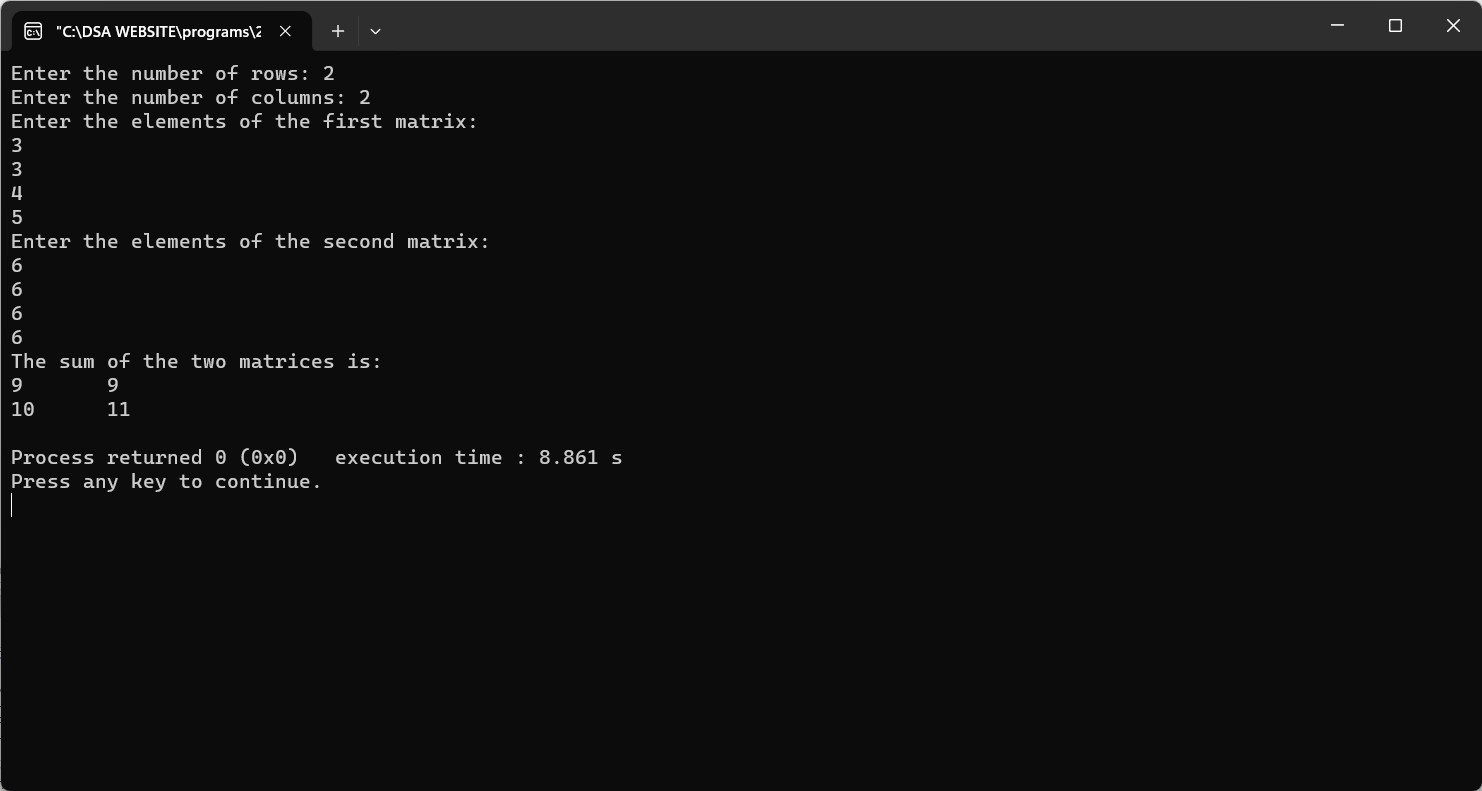 "C:\DSA WEBSITE\programs\2
Enter the number of rows: 2
Enter the number of columns: 2
Enter the elements of the first matrix:
3
3
4
5
Enter the elements of the second matrix:
6
6
6
6
The sum of the two matrices is:
9       9
10      11
Process returned 0 (0x0)   execution time : 8.861 s
Press any key to continue.